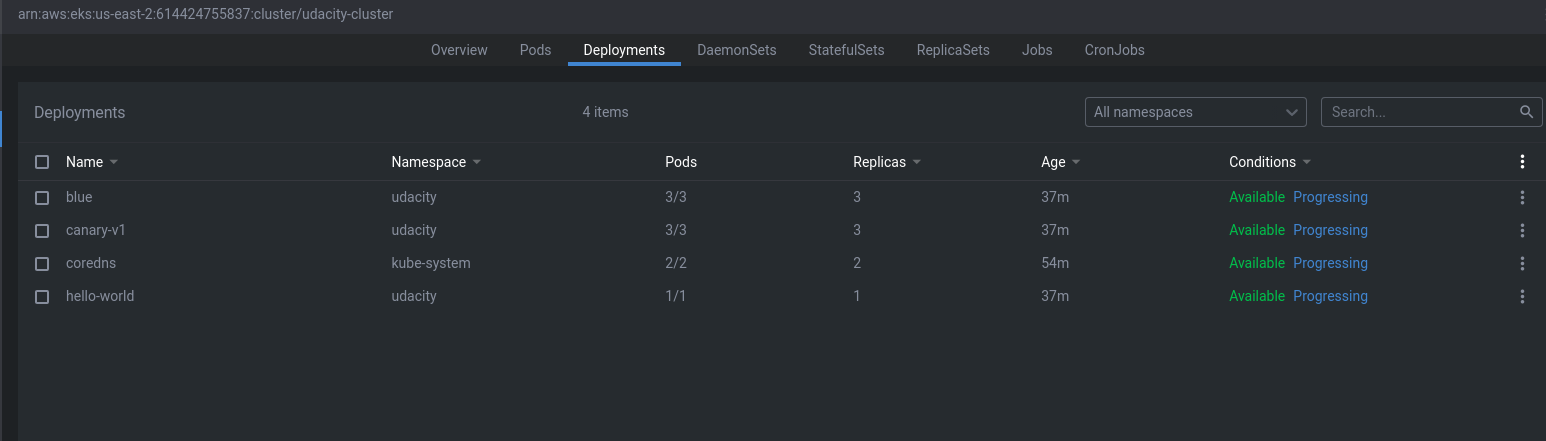 arn:aws:eks:us-east-2:614424755837:cluster/udacity-cluster
Overview Pods Deployments DaemonSets StatefulSets ReplicaSets Jobs CronJobs
Deployments 4 items All namespaces Search...
Name Namespace Pods Replicas Age Conditions
blue udacity 3/3 3 37m Available Progressing
canary-v1 udacity 3/3 3 37m Available Progressing
coredns kube-system 2/2 2 54m Available Progressing
hello-world udacity 1/1 1 37m Available Progressing